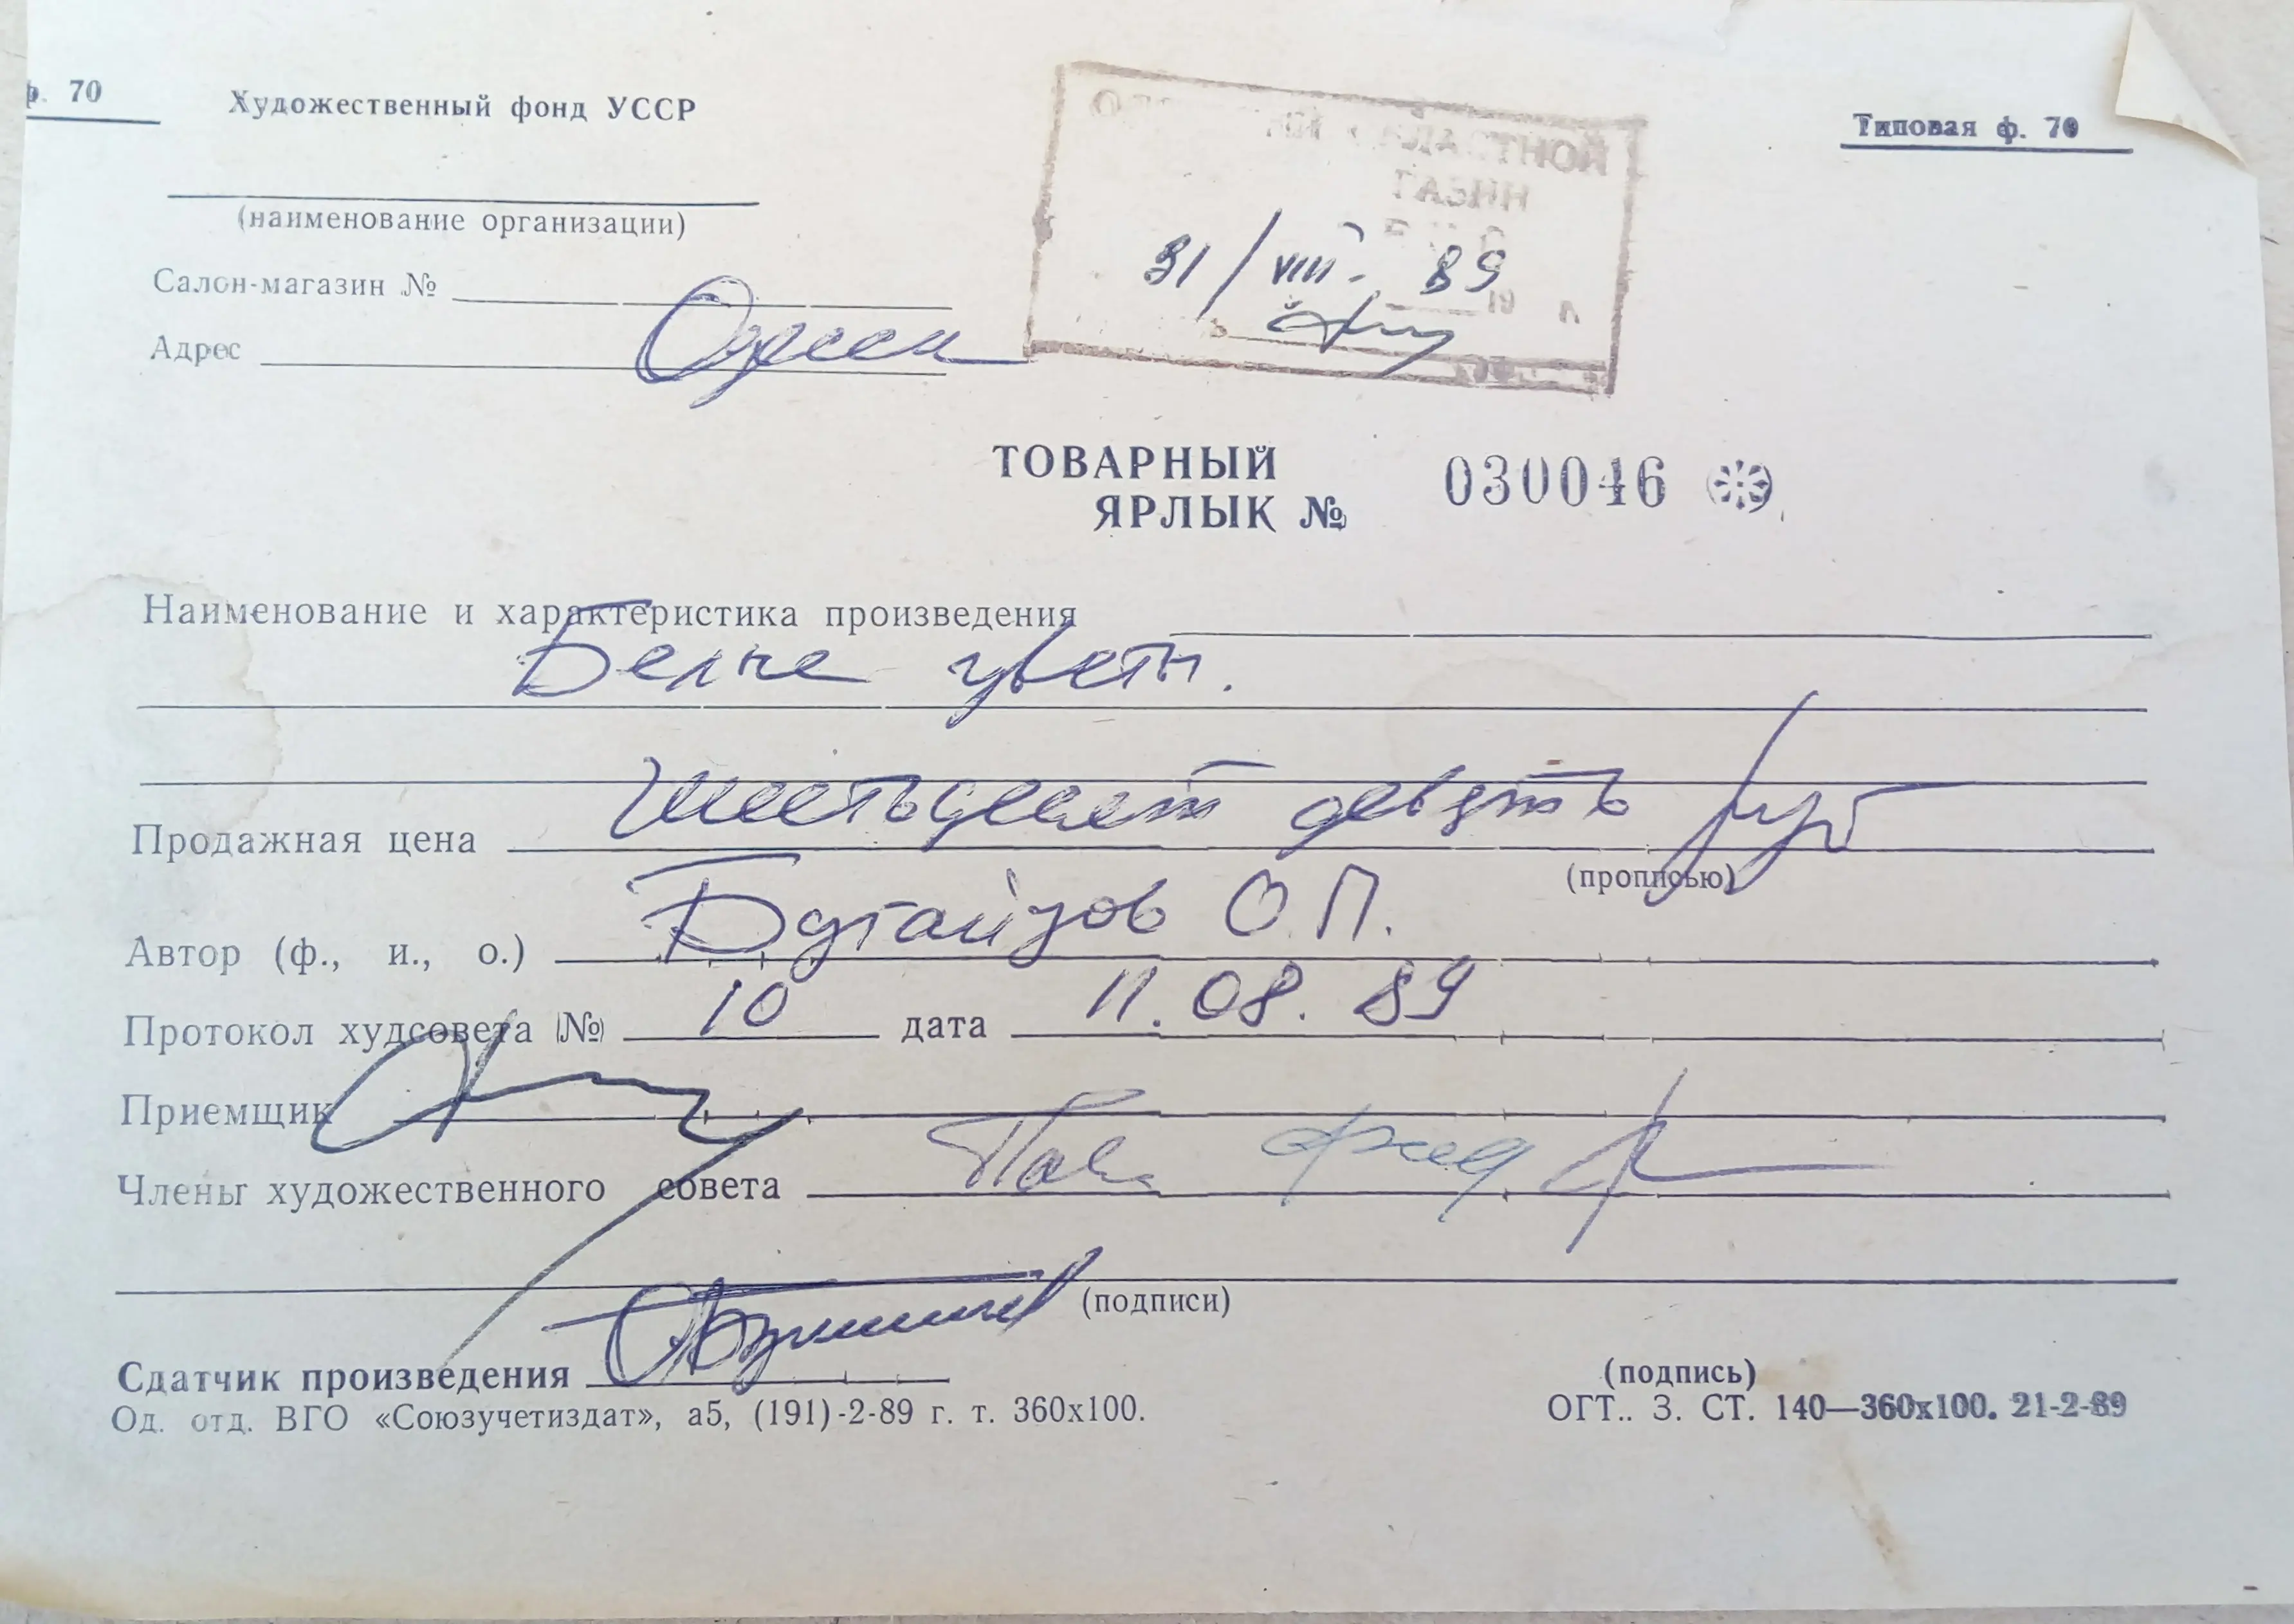 ф. 70
Художественный фонд УССР
Типовая ф. 70
(наименование организации)
Салон-магазин №
Адрес Одесса
31/VIII. 89
ТОВАРНЫЙ
ЯРЛЫК № 030046
Наименование и характеристика произведения
Белые цветы.
Продажная цена Шестьдесят девять руб
(прописью)
Автор (ф., и., о.) О.П.
Протокол худсовета (№) 10 дата 11.08.89
Приемщик
Члены художественного совета
(подписи)
Сдатчик произведения
(подпись)
Од. отд. ВГО «Союзучетиздат», а5, (191)-2-89 г. т. 360х100.
ОГТ.. З. СТ. 140—360х100. 21-2-89